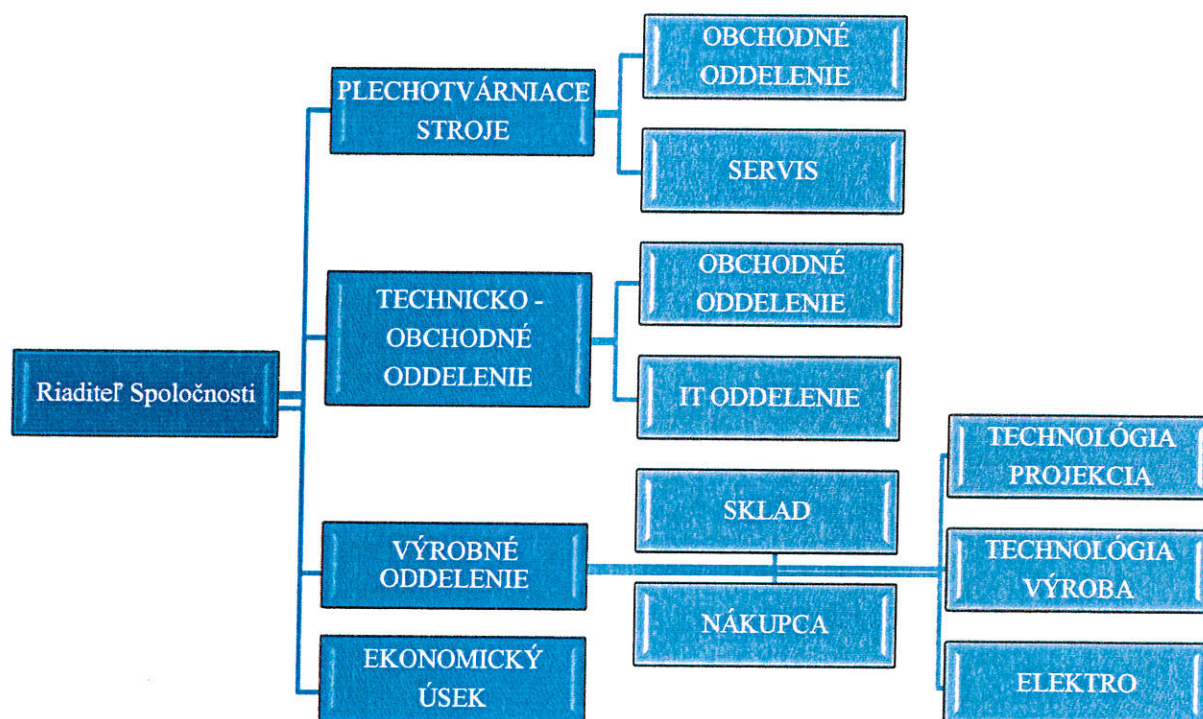 Riaditeľ Spoločnosti
PLECHOTVÁRNIACE
STROJE
OBCHODNÉ
ODDELENIE
SERVIS
TECHNICKO -
OBCHODNÉ
ODDELENIE
OBCHODNÉ
ODDELENIE
IT ODDELENIE
VÝROBNÉ
ODDELENIE
SKLAD
NÁKUPCA
TECHNOLÓGIA
PROJEKCIA
TECHNOLÓGIA
VÝROBA
ELEKTRO
EKONOMICKÝ
ÚSEK